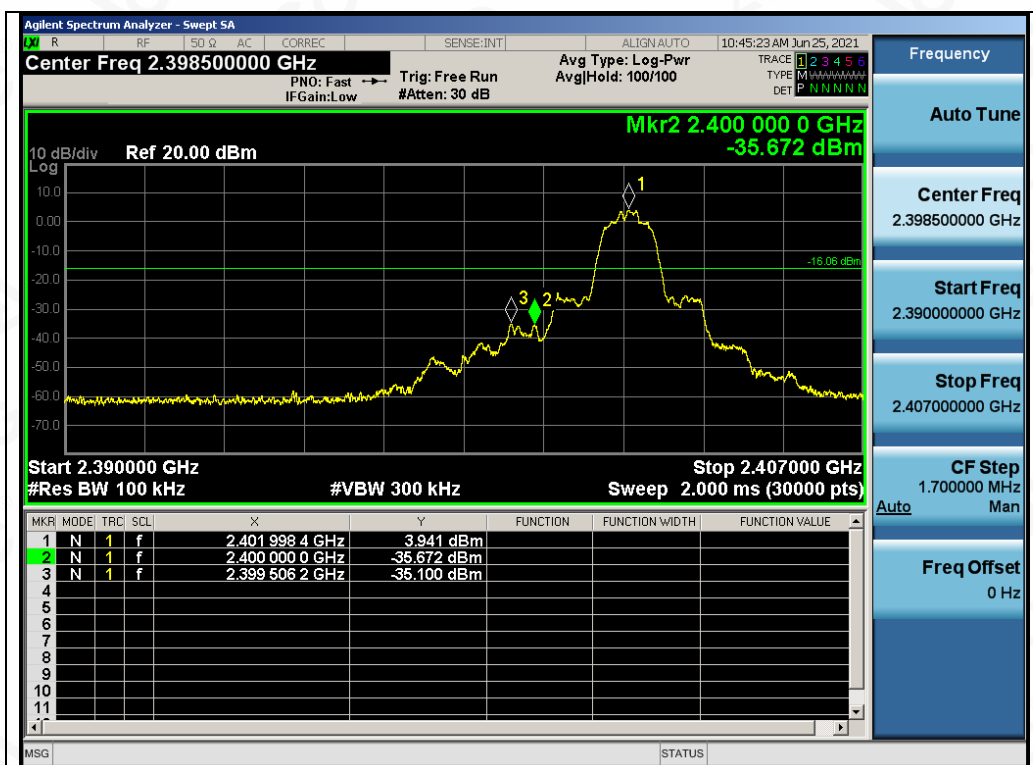 Agilent Spectrum Analyzer - Swept SA
LXI R RF 50 Ω AC CORREC SENSE:INT ALIGN AUTO 10:45:23 AM Jun 25, 2021
Center Freq 2.398500000 GHz
PNO: Fast
IFGain:Low
Trig: Free Run
#Atten: 30 dB
Avg Type: Log-Pwr
Avg|Hold: 100/100
TRACE 1 2 3 4 5 6
TYPE M WWWWW
DET P N N N N N
Mkr2 2.400 000 0 GHz
-35.672 dBm
10 dB/div Ref 20.00 dBm
Log
10.0
0.00
-10.0
-20.0
-30.0
-40.0
-50.0
-60.0
-70.0
1
-16.06 dBm
3 2
Start 2.390000 GHz Stop 2.407000 GHz
#Res BW 100 kHz #VBW 300 kHz Sweep 2.000 ms (30000 pts)
MKR MODE TRC SCL X Y FUNCTION FUNCTION WIDTH FUNCTION VALUE
1 N 1 f 2.401 998 4 GHz 3.941 dBm
2 N 1 f 2.400 000 0 GHz -35.672 dBm
3 N 1 f 2.399 506 2 GHz -35.100 dBm
4
5
6
7
8
9
10
11
MSG STATUS
Frequency
Auto Tune
Center Freq
2.398500000 GHz
Start Freq
2.390000000 GHz
Stop Freq
2.407000000 GHz
CF Step
1.700000 MHz
Auto Man
Freq Offset
0 Hz